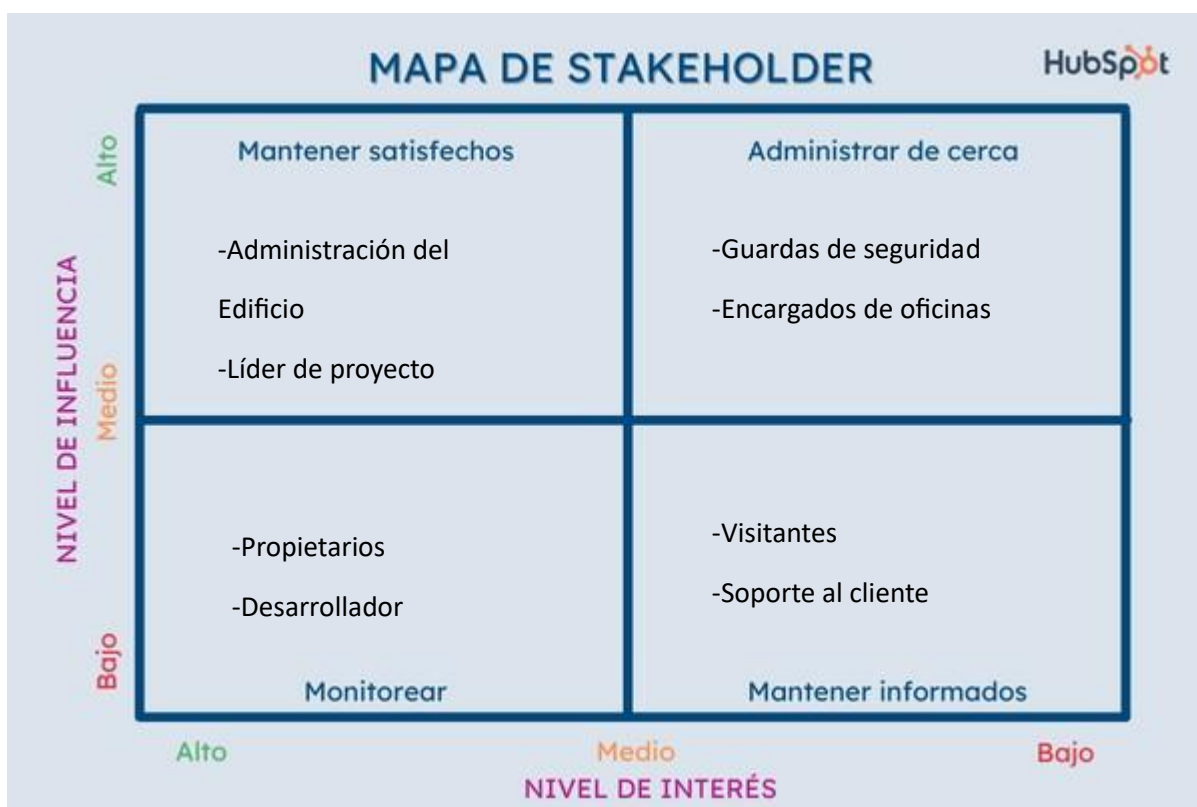 MAPA DE STAKEHOLDER
HubSpot
NIVEL DE INFLUENCIA
Alto
Medio
Bajo
Mantener satisfechos
-Administración del
Edificio
-Líder de proyecto
Administrar de cerca
-Guardas de seguridad
-Encargados de oficinas
-Propietarios
-Desarrollador
Monitorear
-Visitantes
-Soporte al cliente
Mantener informados
Alto
Medio
Bajo
NIVEL DE INTERÉS